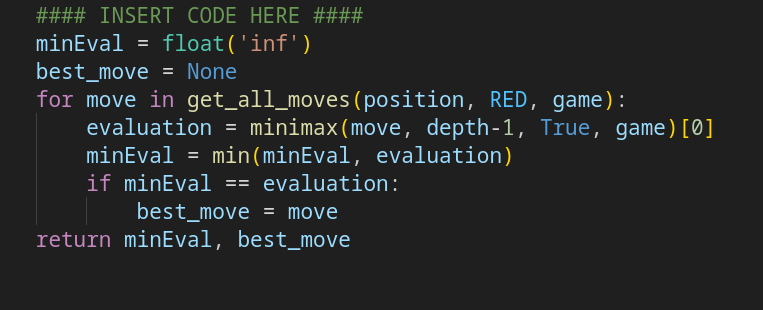 #### INSERT CODE HERE ####
minEval = float('inf')
best_move = None
for move in get_all_moves(position, RED, game):
    evaluation = minimax(move, depth-1, True, game)[0]
    minEval = min(minEval, evaluation)
    if minEval == evaluation:
        best_move = move
return minEval, best_move